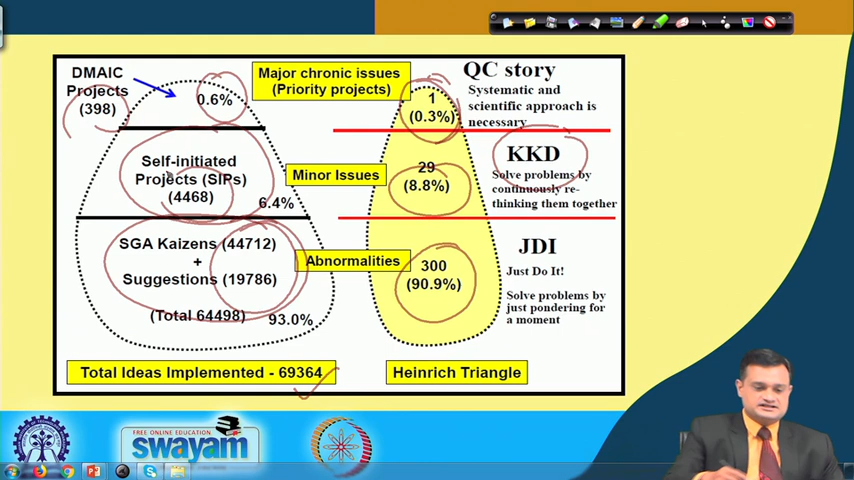 DMAIC
Projects
(398)
0.6%
Major chronic issues
(Priority projects)
1
(0.3%)
QC story
Systematic and
scientific approach is
necessary
Self-initiated
Projects (SIPs)
(4468)
6.4%
Minor Issues
29
(8.8%)
KKD
Solve problems by
continuously re-
thinking them together
SGA Kaizens (44712)
+
Suggestions (19786)
(Total 64498)
93.0%
Abnormalities
300
(90.9%)
JDI
Just Do It!
Solve problems by
just pondering for
a moment
Total Ideas Implemented - 69364
Heinrich Triangle
FREE ONLINE EDUCATION
swayam